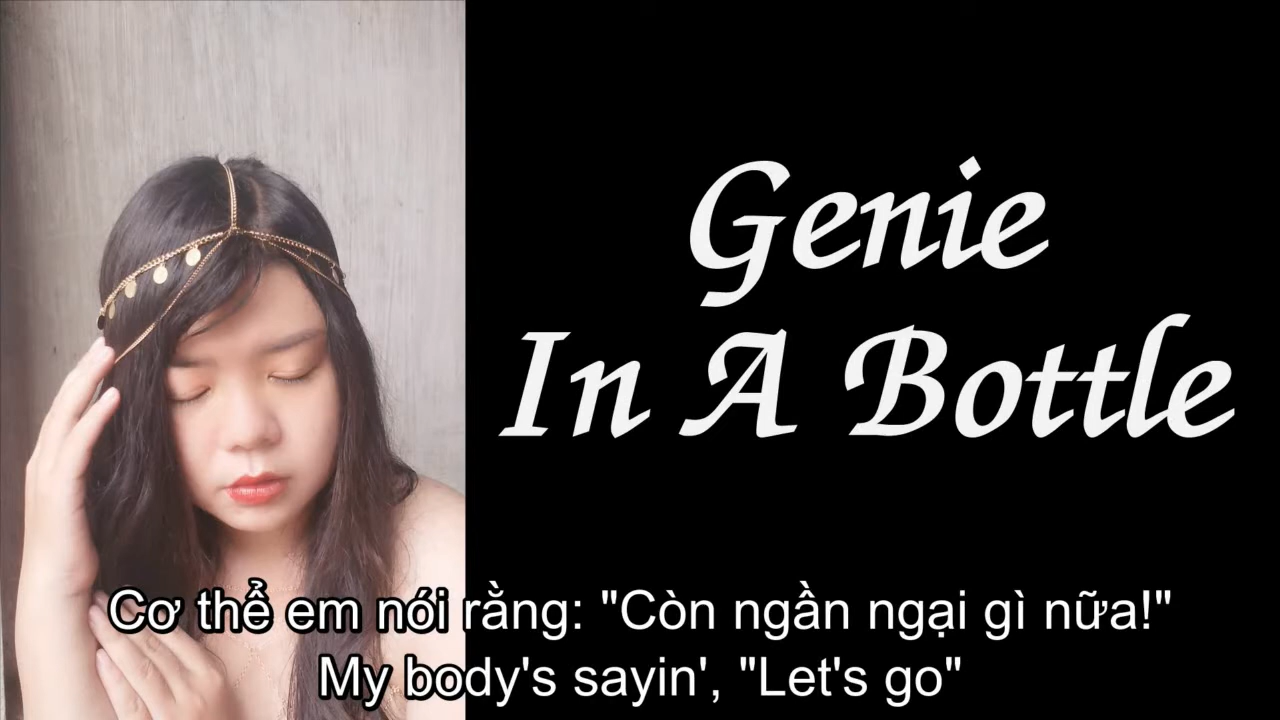 Genie
In A Bottle
Cơ thể em nói rằng: "Còn ngần ngại gì nữa!"
My body's sayin', "Let's go"